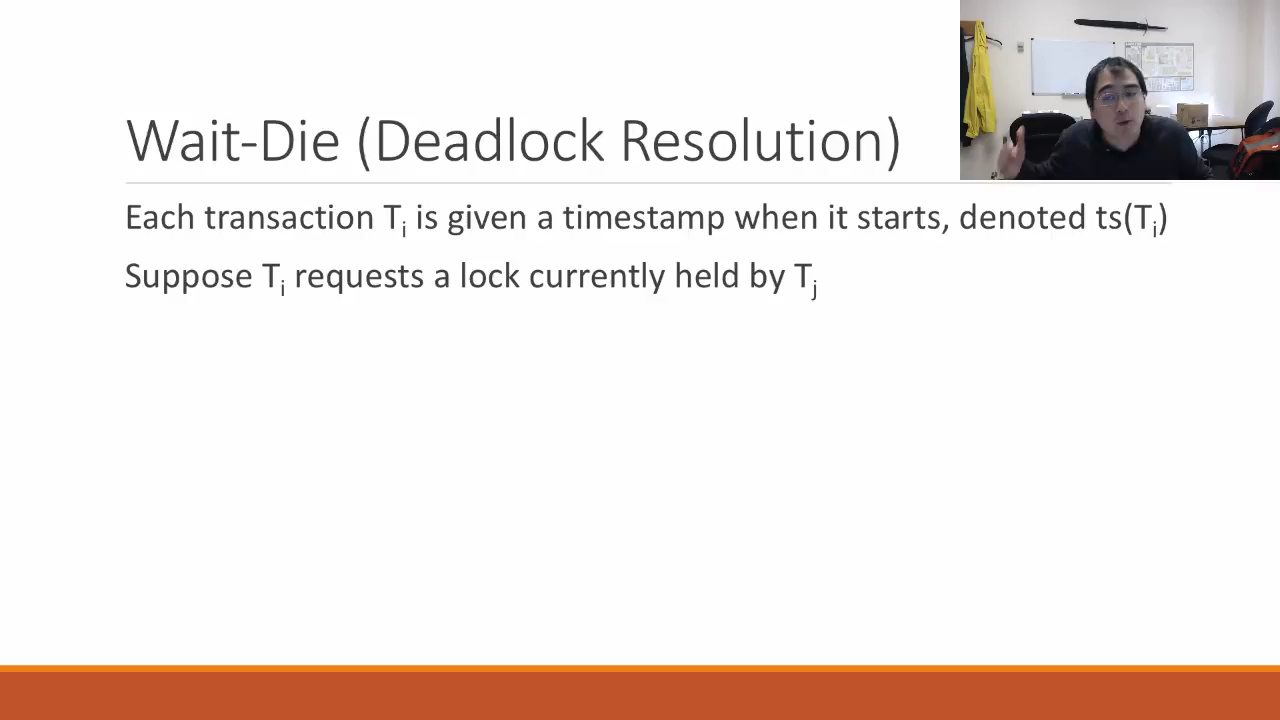 Wait-Die (Deadlock Resolution)
Each transaction Ti is given a timestamp when it starts, denoted ts(Ti)
Suppose Ti requests a lock currently held by Tj